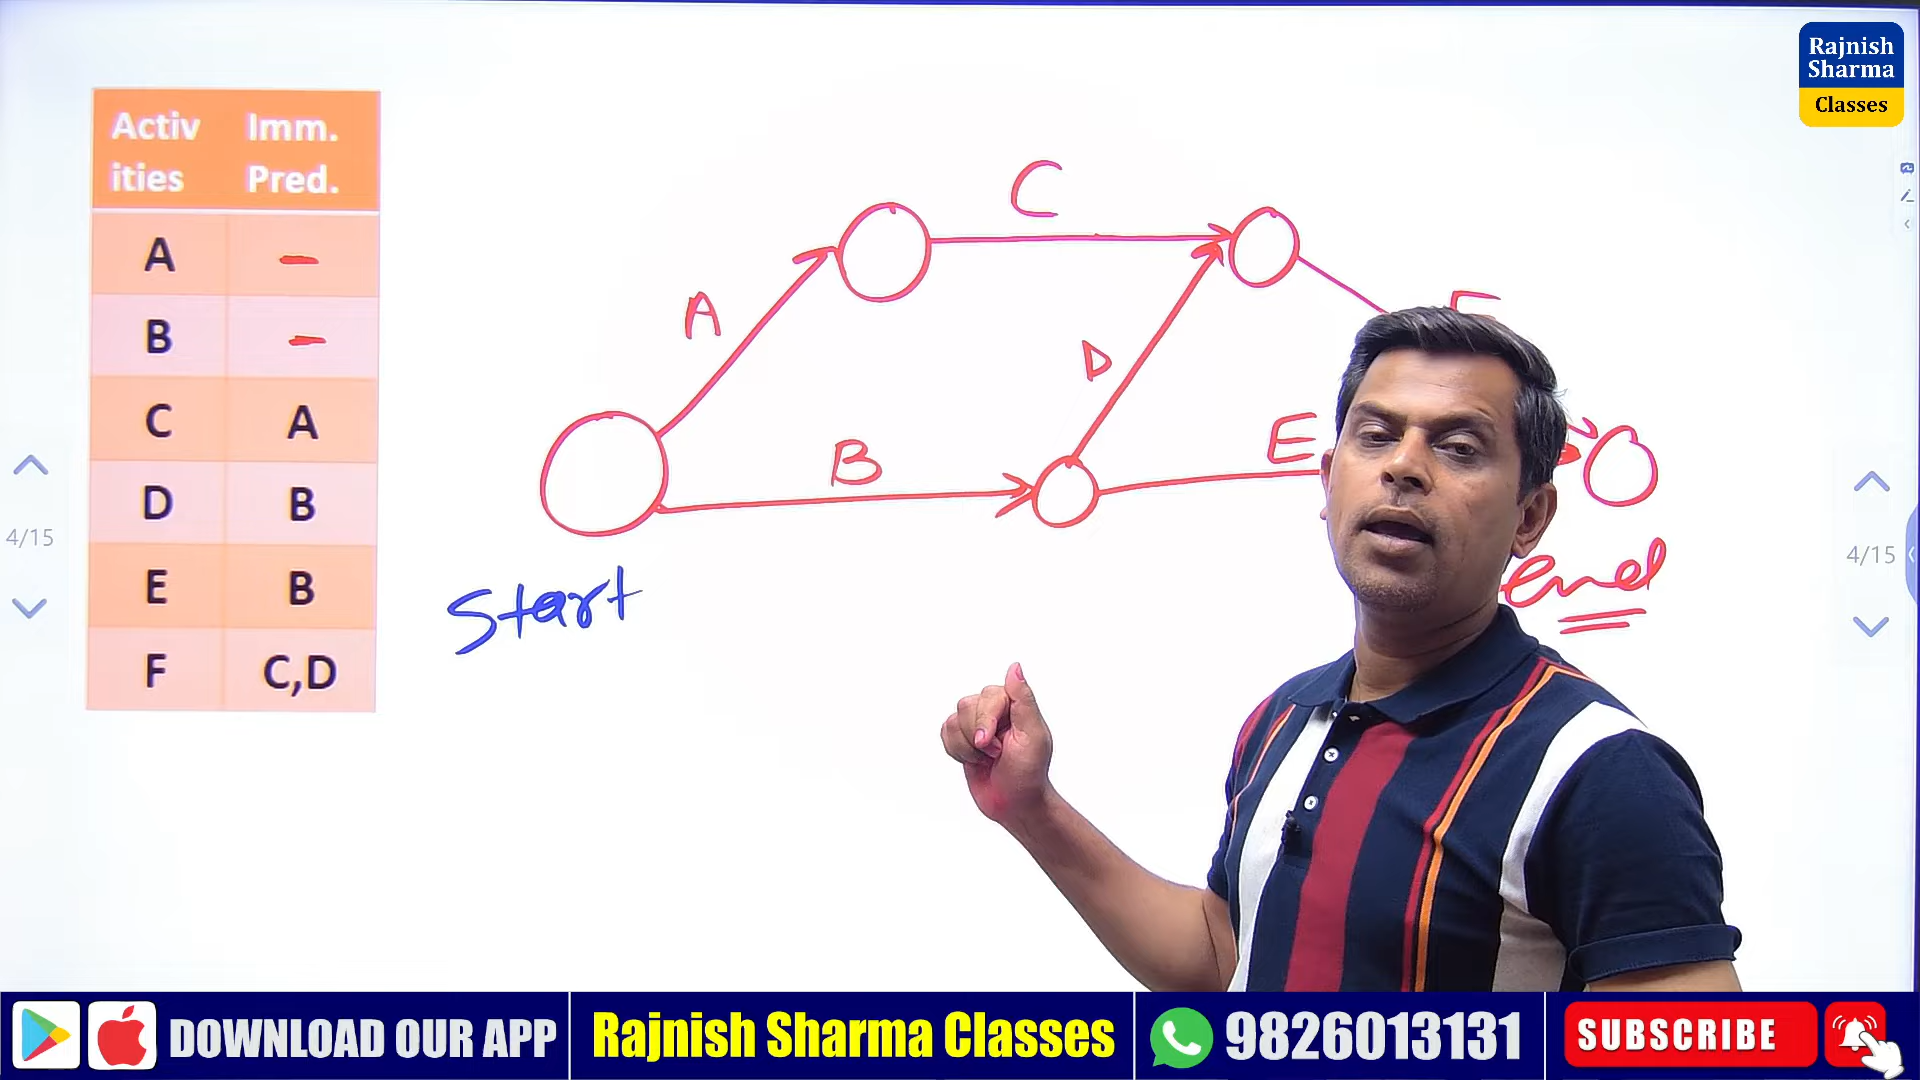 Rajnish
Sharma
Classes
Activ
ities
Imm.
Pred.
A –
B –
C A
D B
E B
F C,D
C
A
D
B
E
Start
end
4/15
4/15
DOWNLOAD OUR APP
Rajnish Sharma Classes
9826013131
SUBSCRIBE